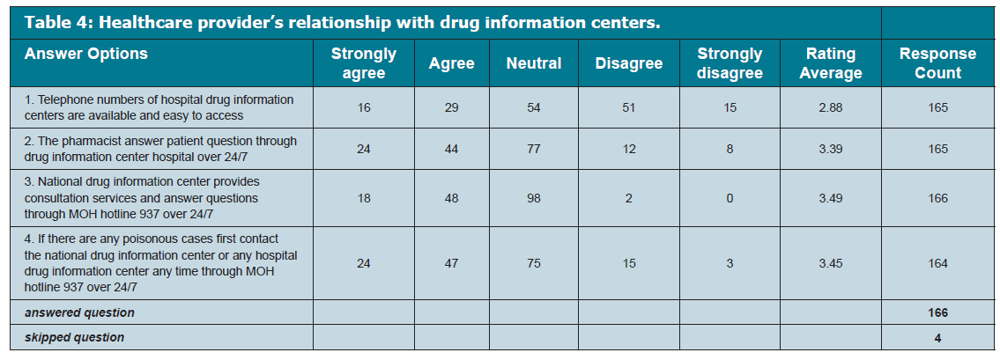 Table 4: Healthcare provider's relationship with drug information centers.
Answer Options Strongly agree Agree Neutral Disagree Strongly disagree Rating Average Response Count
1. Telephone numbers of hospital drug information
centers are available and easy to access 16 29 54 51 15 2.88 165
2. The pharmacist answer patient question through
drug information center hospital over 24/7 24 44 77 12 8 3.39 165
3. National drug information center provides
consultation services and answer questions
through MOH hotline 937 over 24/7 18 48 98 2 0 3.49 166
4. If there are any poisonous cases first contact
the national drug information center or any hospital
drug information center any time through MOH
hotline 937 over 24/7 24 47 75 15 3 3.45 164
answered question 166
skipped question 4